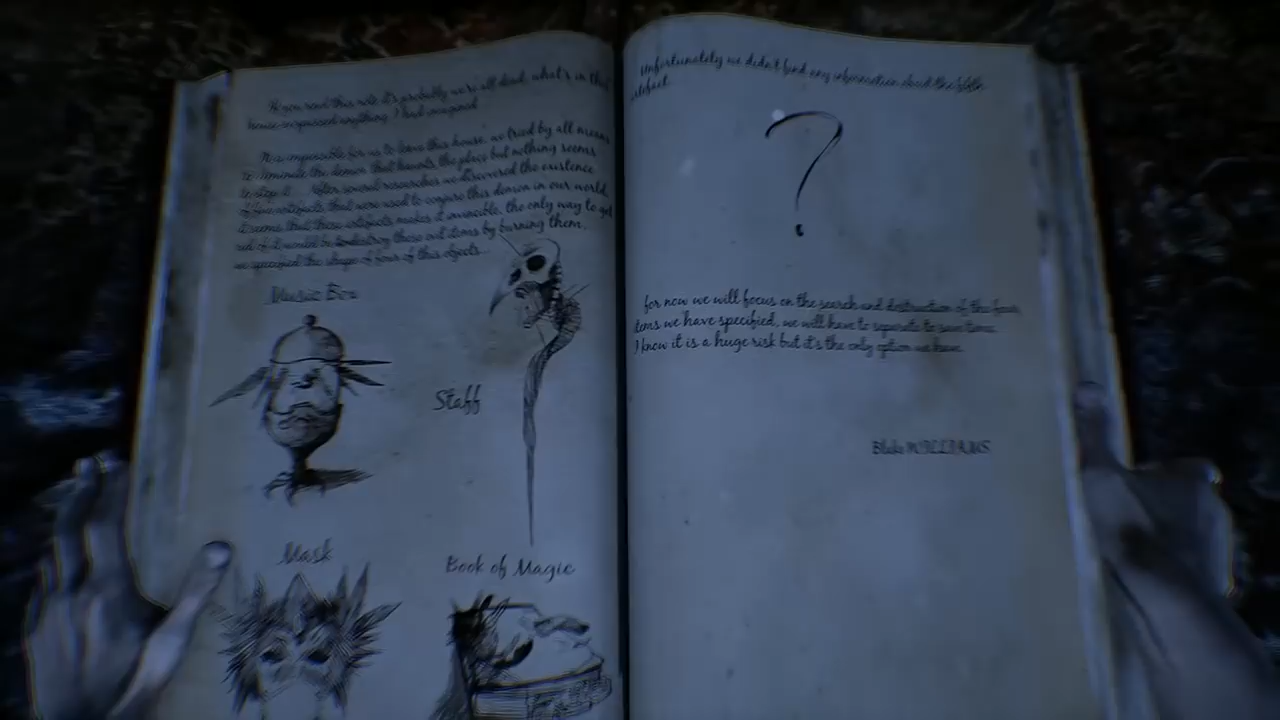 If you read this note it's probably we're all dead, what's in this
house surpassed anything I had imagined
It is impossible for us to leave this house, we tried by all means
to eliminate the demon that haunts the place but nothing seems
to stop it... After several researches we discovered the existence
of five artefacts that were used to conjure this demon in our world,
it seems that these artefacts makes it invincible, the only way to get
rid of it would be to destroy these evil items by burning them,
we specified the shape of four of this objects.
Music Box
Staff
Mask
Book of Magic
Unfortunately we didn't find any information about the fifth
artefact.
?
for now we will focus on the search and destruction of the four
items we have specified, we will have to separate to save time.
I know it is a huge risk but it's the only option we have.
Blake WILLIAMS